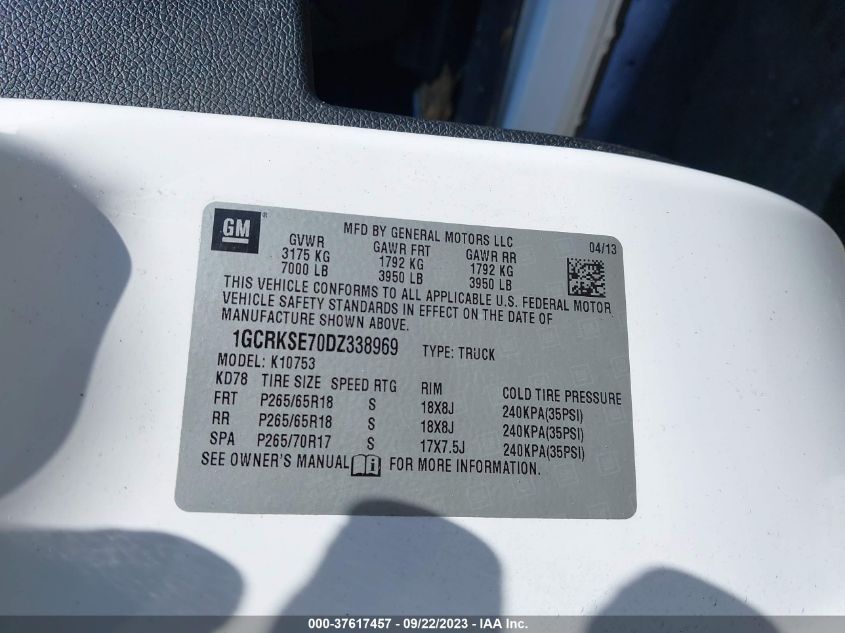 GM ®
MFD BY GENERAL MOTORS LLC 04/13
GVWR GAWR FRT GAWR RR
3175 KG 1792 KG 1792 KG
7000 LB 3950 LB 3950 LB
THIS VEHICLE CONFORMS TO ALL APPLICABLE U.S. FEDERAL MOTOR
VEHICLE SAFETY STANDARDS IN EFFECT ON THE DATE OF
MANUFACTURE SHOWN ABOVE.
1GCRKSE70DZ338969 TYPE: TRUCK
MODEL: K10753
KD78 TIRE SIZE SPEED RTG RIM COLD TIRE PRESSURE
FRT P265/65R18 S 18X8J 240KPA(35PSI)
RR P265/65R18 S 18X8J 240KPA(35PSI)
SPA P265/70R17 S 17X7.5J 240KPA(35PSI)
SEE OWNER'S MANUAL FOR MORE INFORMATION.
000-37617457 - 09/22/2023 - © IAA Inc.